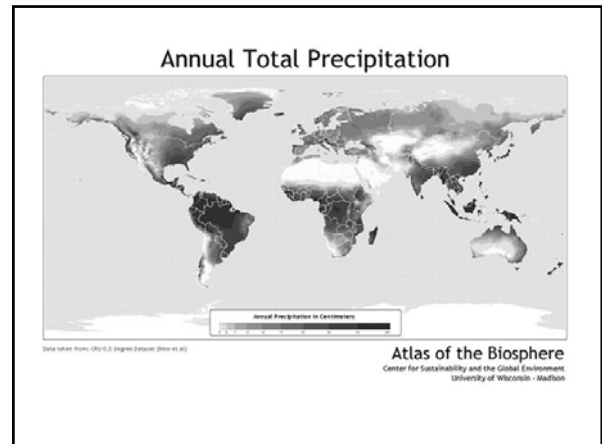 Annual Total Precipitation
Annual Precipitation in Centimeters
Data taken from: CRU 0.5 Degree Dataset (New et al)
Atlas of the Biosphere
Center for Sustainability and the Global Environment
University of Wisconsin - Madison